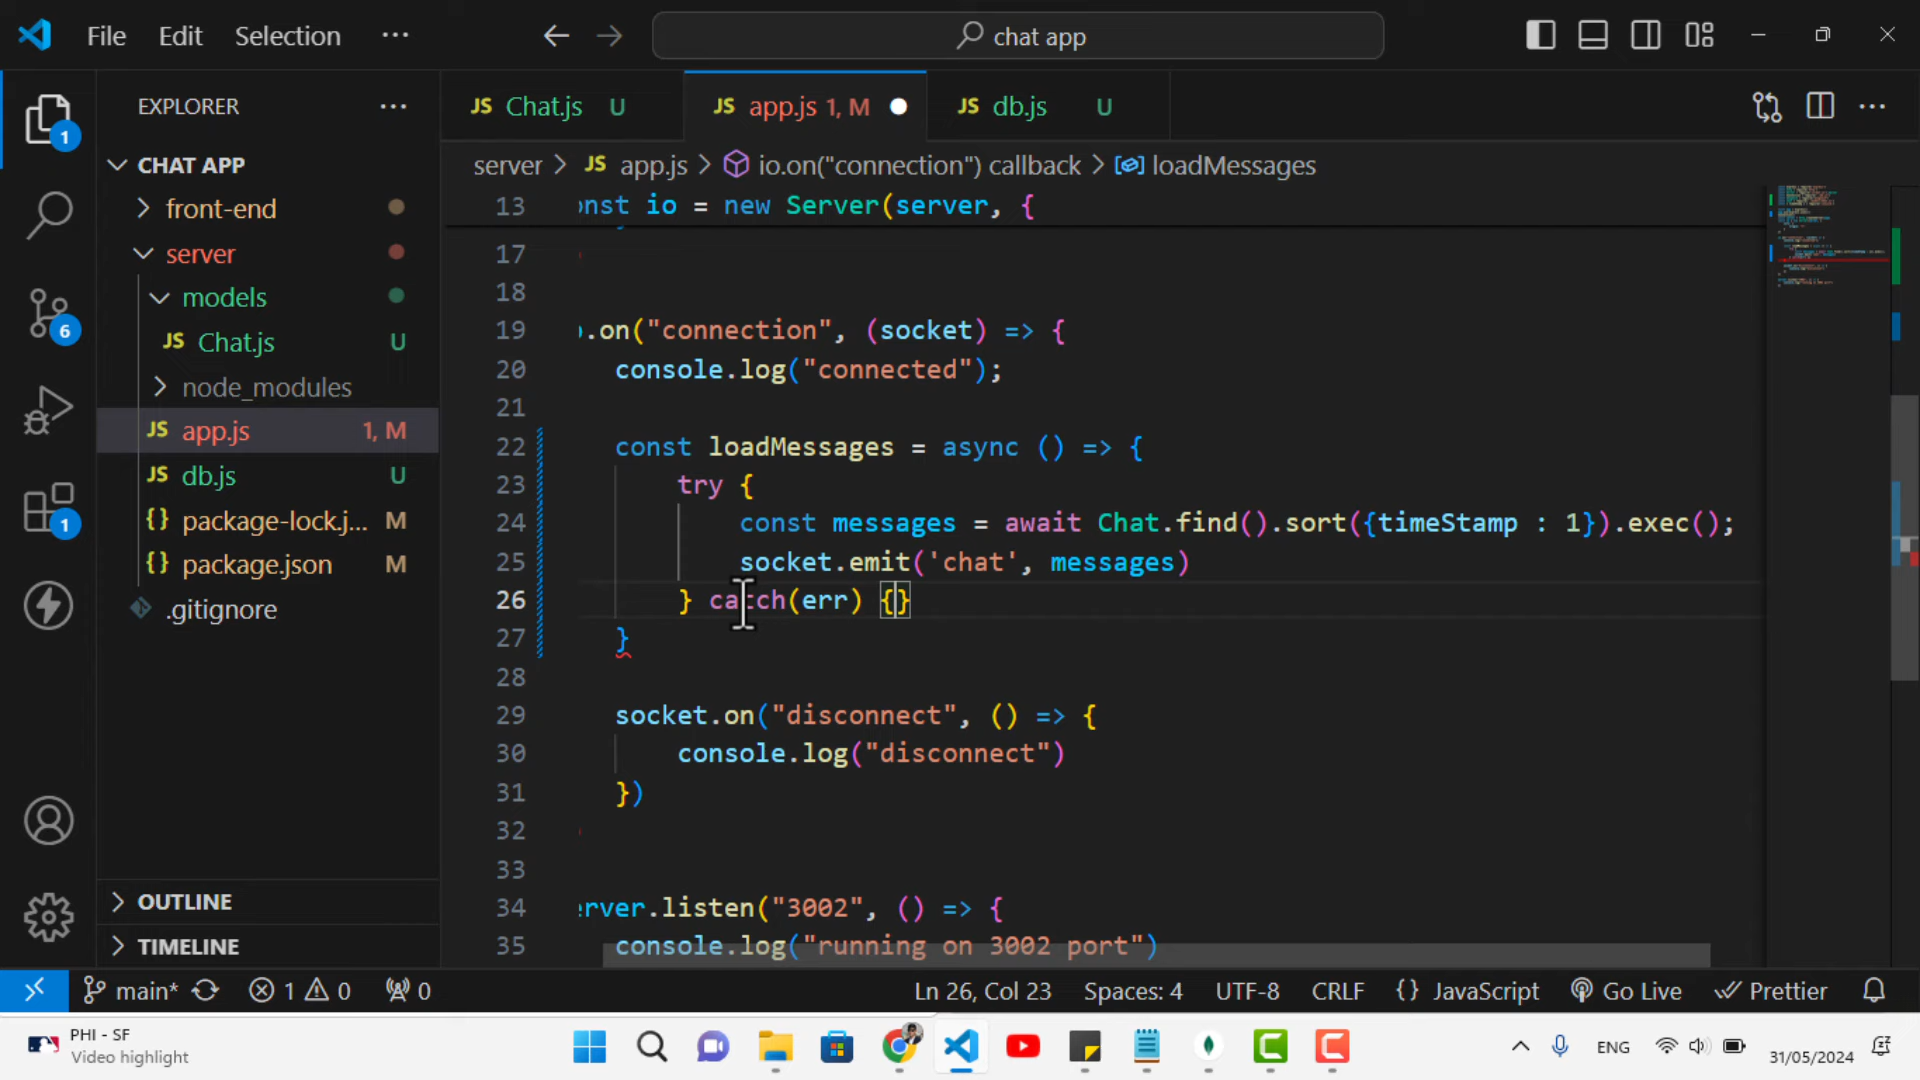 File Edit Selection ···
chat app
EXPLORER ···
CHAT APP
front-end
server
models
JS Chat.js U
node_modules
JS app.js 1, M
JS db.js U
{} package-lock.j... M
{} package.json M
.gitignore
OUTLINE
TIMELINE
1
6
1
JS Chat.js U
JS app.js 1, M
JS db.js U
server > JS app.js > io.on("connection") callback > loadMessages
13 onst io = new Server(server, {
17
18
19 .on("connection", (socket) => {
20 console.log("connected");
21
22 const loadMessages = async () => {
23 try {
24 const messages = await Chat.find().sort({timeStamp : 1}).exec();
25 socket.emit('chat', messages)
26 } catch(err) {}
27 }
28
29 socket.on("disconnect", () => {
30 console.log("disconnect")
31 })
32
33
34 erver.listen("3002", () => {
35 console.log("running on 3002 port")
main* 1 0 0 Ln 26, Col 23 Spaces: 4 UTF-8 CRLF {} JavaScript Go Live Prettier
PHI - SF
Video highlight
ENG
31/05/2024